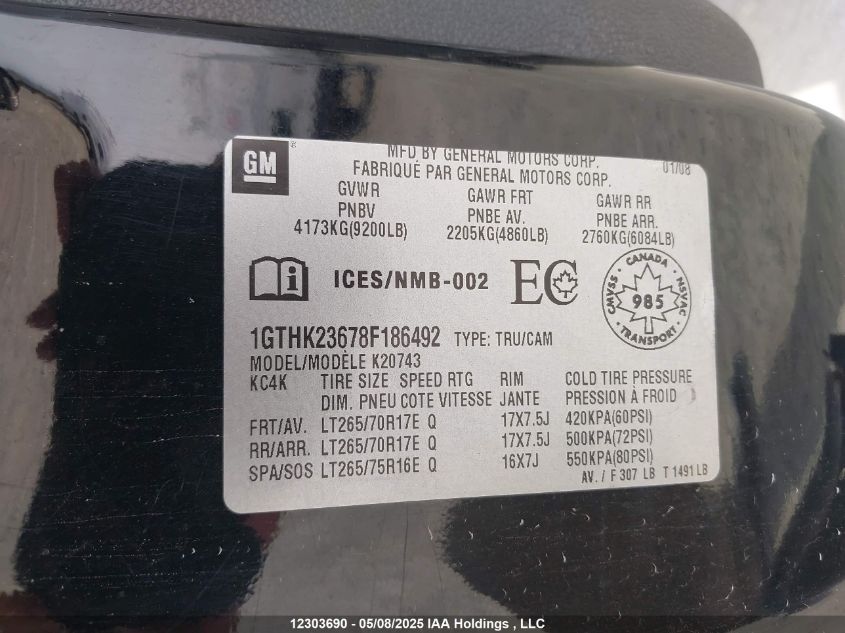 GM
MFD BY GENERAL MOTORS CORP. 01/08
FABRIQUÉ PAR GENERAL MOTORS CORP.
GVWR GAWR FRT GAWR RR
PNBV PNBE AV. PNBE ARR.
4173KG(9200LB) 2205KG(4860LB) 2760KG(6084LB)
ICES/NMB-002 EC
CANADA
CMVSS 985 NSVAC
TRANSPORT
1GTHK23678F186492 TYPE: TRU/CAM
MODEL/MODÈLE K20743
KC4K TIRE SIZE SPEED RTG RIM COLD TIRE PRESSURE
DIM. PNEU COTE VITESSE JANTE PRESSION À FROID
FRT/AV. LT265/70R17E Q 17X7.5J 420KPA(60PSI)
RR/ARR. LT265/70R17E Q 17X7.5J 500KPA(72PSI)
SPA/SOS LT265/75R16E Q 16X7J 550KPA(80PSI)
AV. / F 307 LB T 1491 LB
12303690 - 05/08/2025 IAA Holdings , LLC